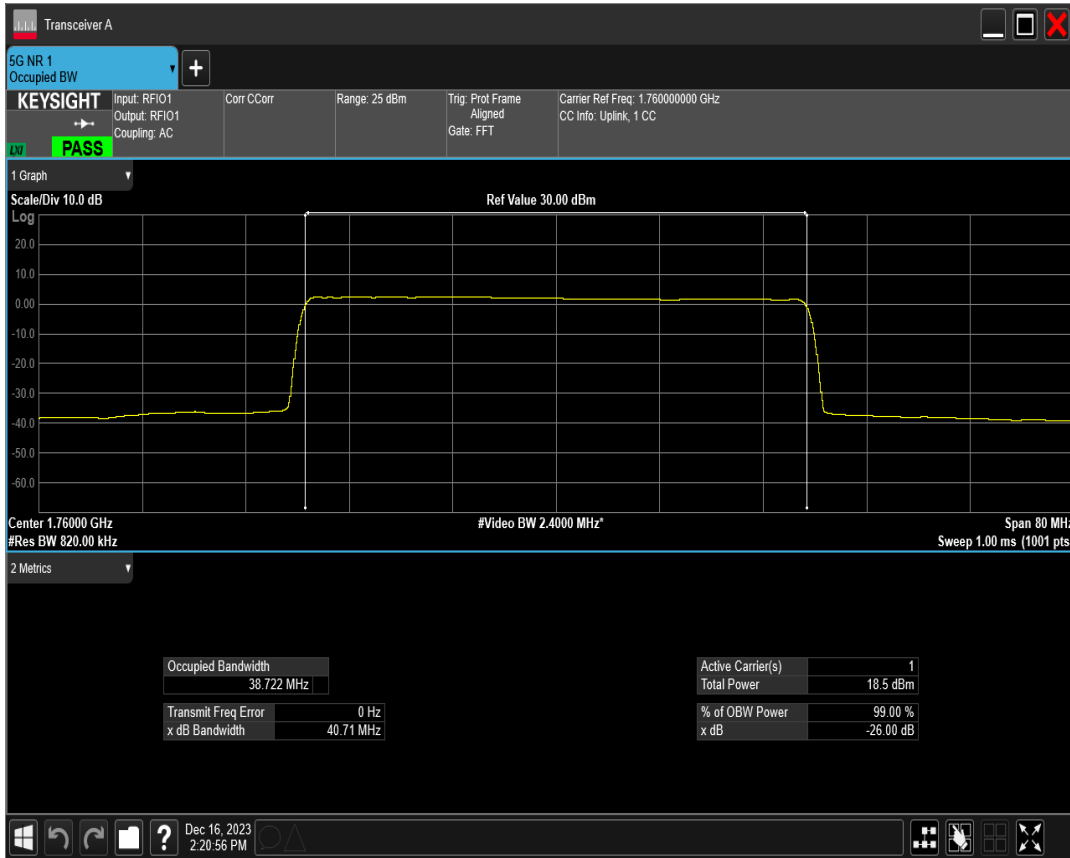 Transceiver A
5G NR 1
Occupied BW
+
KEYSIGHT
LXI
PASS
Input: RFIO1
Output: RFIO1
Coupling: AC
Corr CCorr
Range: 25 dBm
Trig: Prot Frame
Aligned
Gate: FFT
Carrier Ref Freq: 1.760000000 GHz
CC Info: Uplink, 1 CC
1 Graph
Scale/Div 10.0 dB
Ref Value 30.00 dBm
Log
20.0
10.0
0.00
-10.0
-20.0
-30.0
-40.0
-50.0
-60.0
Center 1.76000 GHz
#Video BW 2.4000 MHz*
Span 80 MHz
#Res BW 820.00 kHz
Sweep 1.00 ms (1001 pts
2 Metrics
Occupied Bandwidth
38.722 MHz
Transmit Freq Error 0 Hz
x dB Bandwidth 40.71 MHz
Active Carrier(s) 1
Total Power 18.5 dBm
% of OBW Power 99.00 %
x dB -26.00 dB
?
Dec 16, 2023
2:20:56 PM